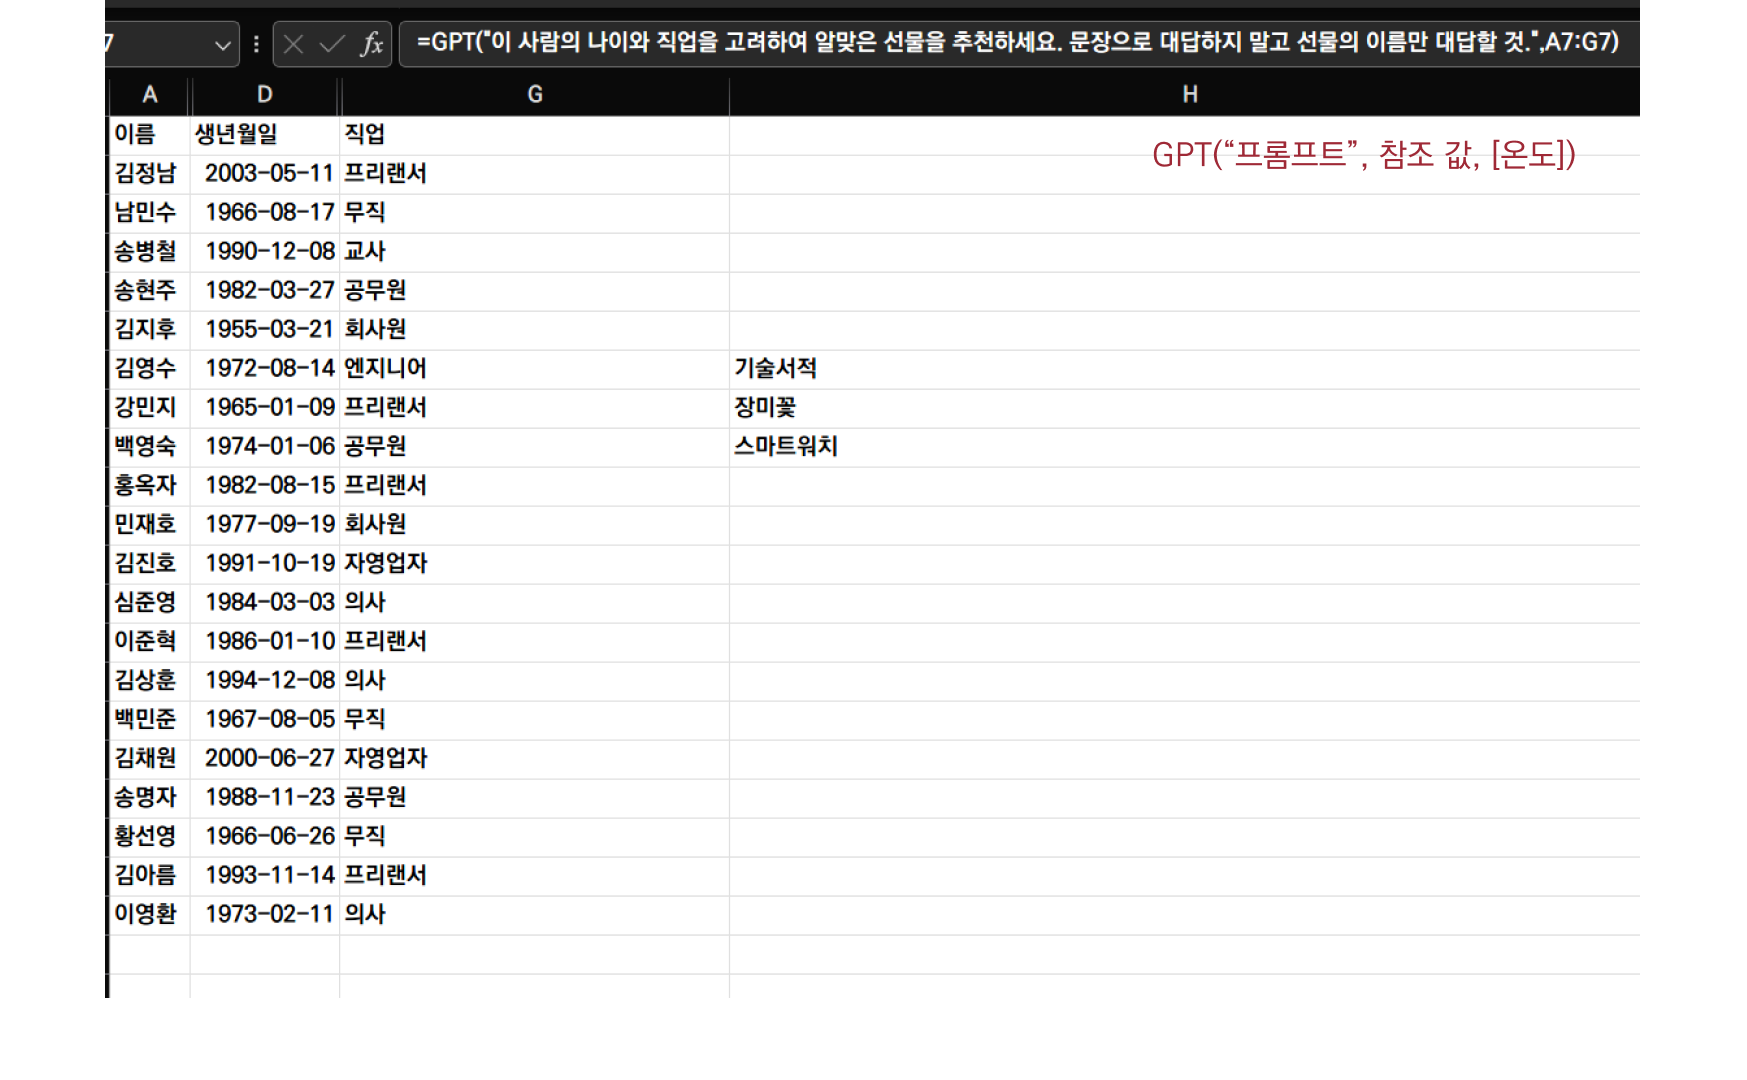 7 fx =GPT("이 사람의 나이와 직업을 고려하여 알맞은 선물을 추천하세요. 문장으로 대답하지 말고 선물의 이름만 대답할 것.",A7:G7)
A D G H
이름 생년월일 직업
GPT(“프롬프트”, 참조 값, [온도])
김정남 2003-05-11 프리랜서
남민수 1966-08-17 무직
송병철 1990-12-08 교사
송현주 1982-03-27 공무원
김지후 1955-03-21 회사원
김영수 1972-08-14 엔지니어 기술서적
강민지 1965-01-09 프리랜서 장미꽃
백영숙 1974-01-06 공무원 스마트워치
홍옥자 1982-08-15 프리랜서
민재호 1977-09-19 회사원
김진호 1991-10-19 자영업자
심준영 1984-03-03 의사
이준혁 1986-01-10 프리랜서
김상훈 1994-12-08 의사
백민준 1967-08-05 무직
김채원 2000-06-27 자영업자
송명자 1988-11-23 공무원
황선영 1966-06-26 무직
김아름 1993-11-14 프리랜서
이영환 1973-02-11 의사